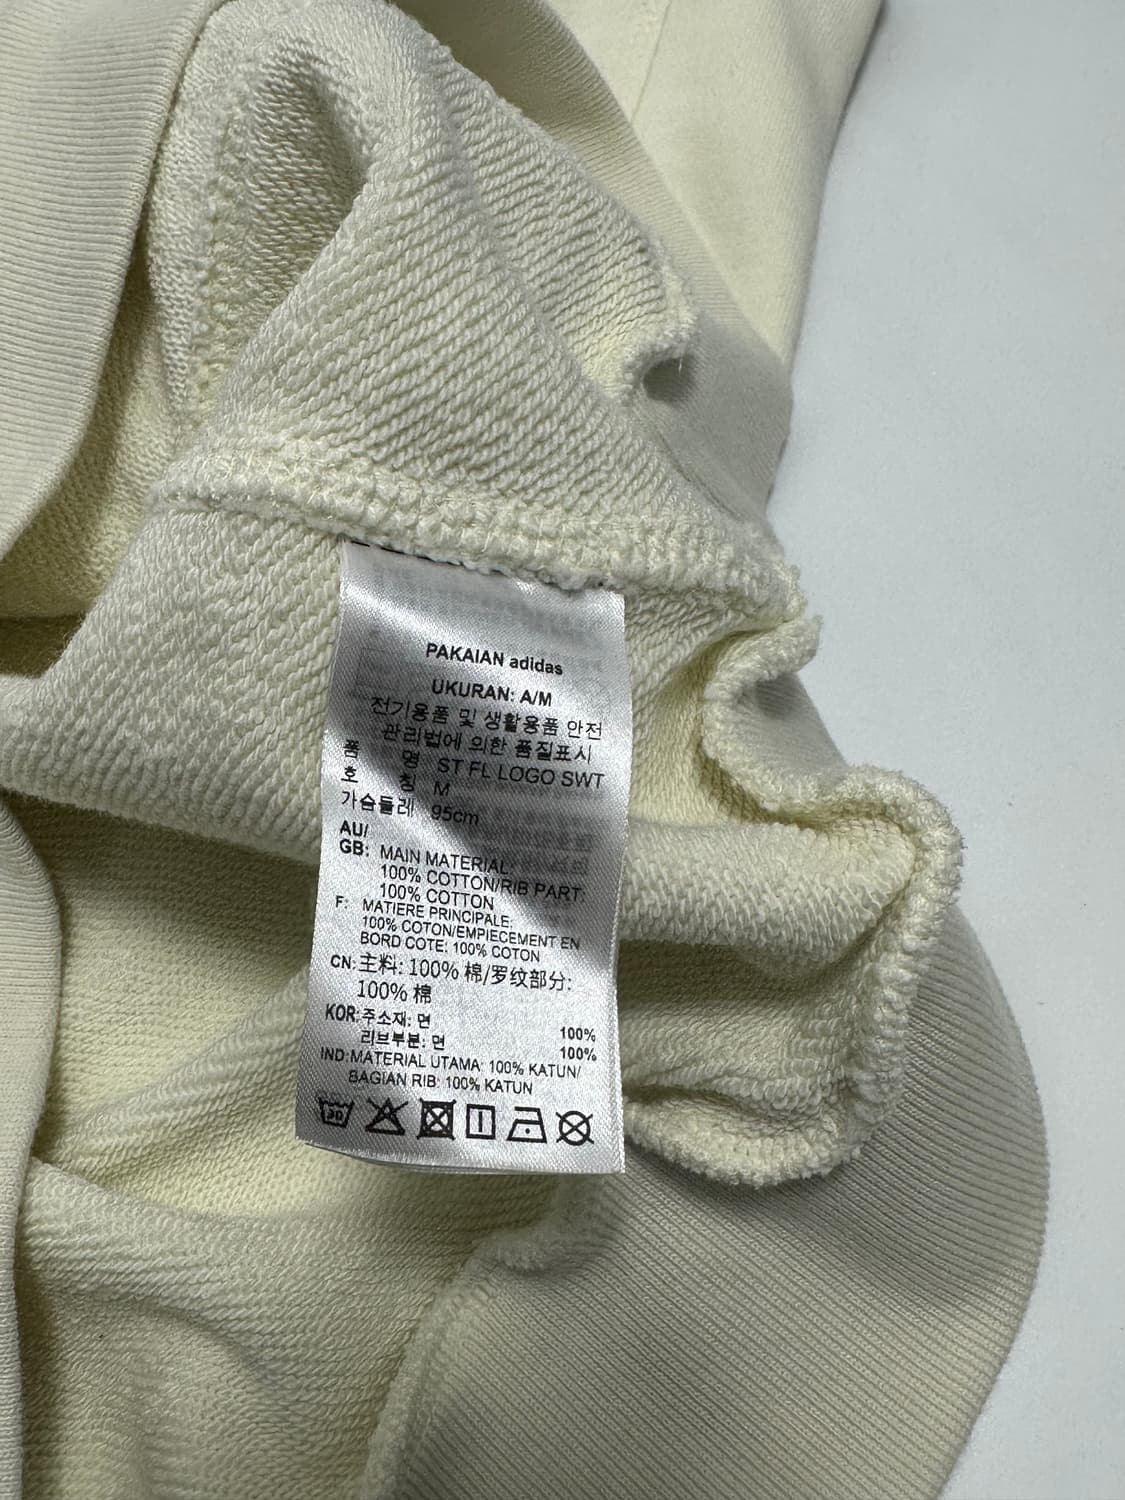 PAKAIAN adidas
UKURAN: A/M
전기용품 및 생활용품 안전
관리법에 의한 품질표시
품 명 ST FL LOGO SWT
호 칭 M
가슴둘레 95cm
AU/
GB: MAIN MATERIAL:
100% COTTON/RIB PART:
100% COTTON
F: MATIERE PRINCIPALE:
100% COTON/EMPIECEMENT EN
BORD COTE: 100% COTON
CN: 主料: 100% 棉/罗纹部分:
100% 棉
KOR: 주소재: 면 100%
리브부분: 면 100%
IND: MATERIAL UTAMA: 100% KATUN/
BAGIAN RIB: 100% KATUN
30